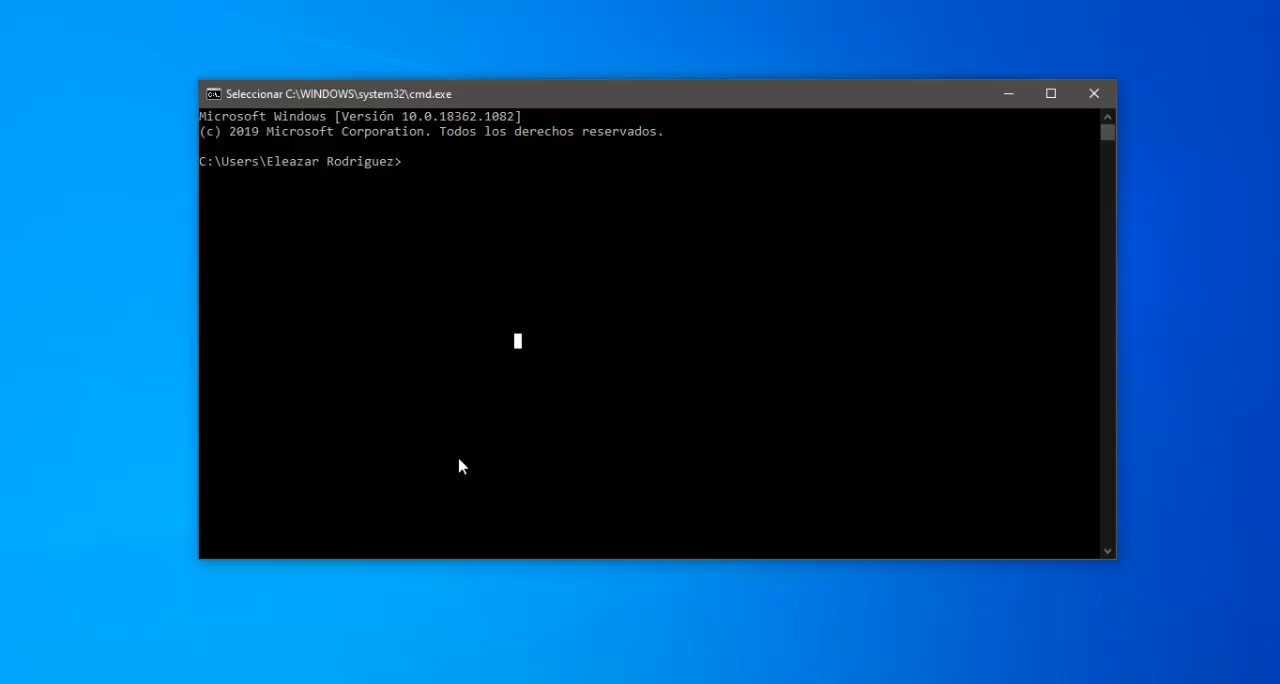 Seleccionar C:\WINDOWS\system32\cmd.exe
Microsoft Windows [Versión 10.0.18362.1082]
(c) 2019 Microsoft Corporation. Todos los derechos reservados.
C:\Users\Eleazar Rodriguez>